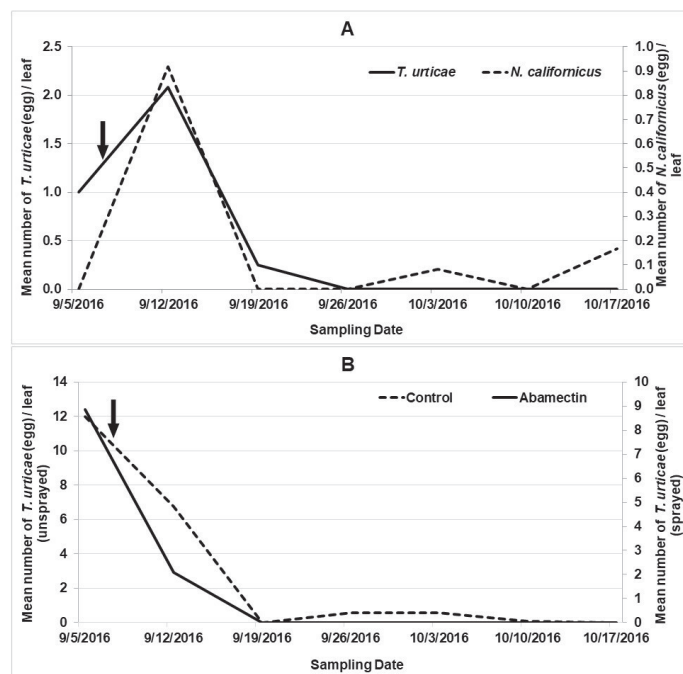 A
2.5
2.0
1.5
1.0
0.5
0.0
Mean number of T. urticae (egg) / leaf
T. urticae
N. californicus
1.0
0.9
0.8
0.7
0.6
0.5
0.4
0.3
0.2
0.1
0.0
Mean number of N. californicus (egg) /
leaf
9/5/2016 9/12/2016 9/19/2016 9/26/2016 10/3/2016 10/10/2016 10/17/2016
Sampling Date
B
14
12
10
8
6
4
2
0
Mean number of T. urticae (egg) / leaf
(unsprayed)
Control
Abamectin
10
9
8
7
6
5
4
3
2
1
0
Mean number of T. urticae (egg) / leaf
(sprayed)
9/5/2016 9/12/2016 9/19/2016 9/26/2016 10/3/2016 10/10/2016 10/17/2016
Sampling Date